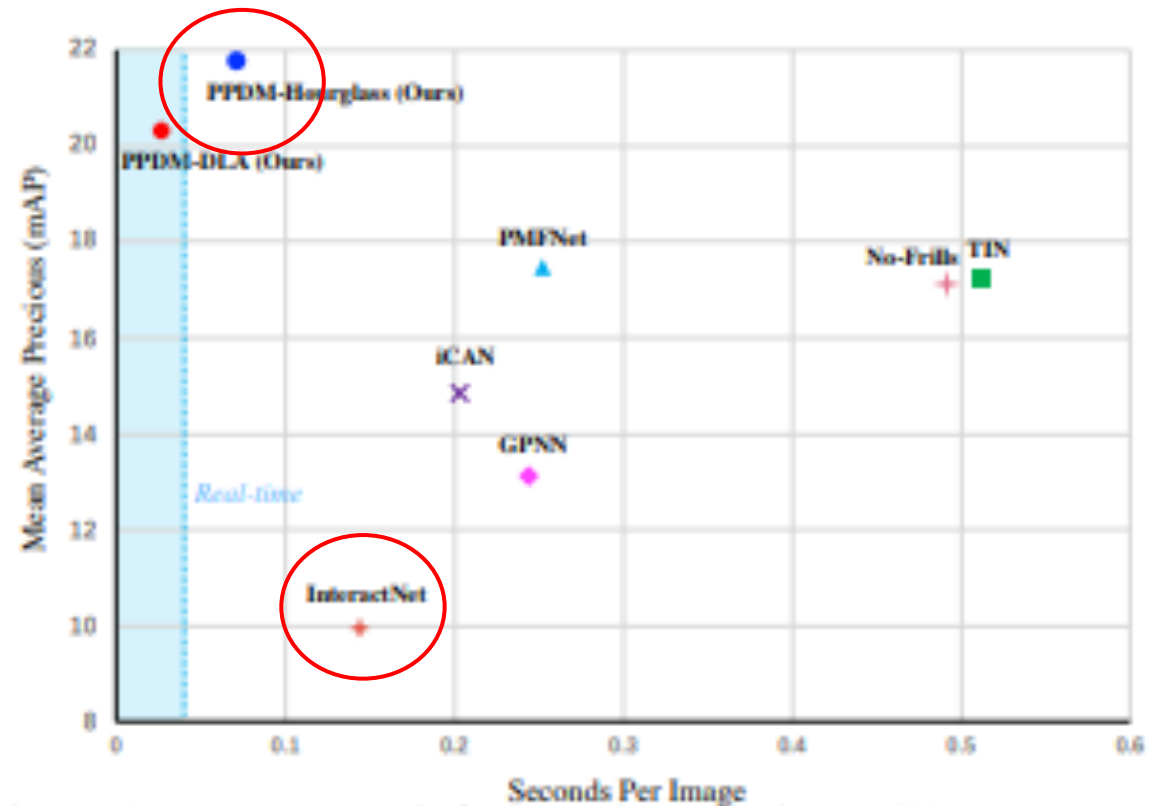 22
PPDM-Hourglass (Ours)
20
PPDM-DLA (Ours)
18
PMFNet
No-Frills TIN
16
iCAN
14
GPNN
Real-time
12
InteractNet
10
8
0 0.1 0.2 0.3 0.4 0.5 0.6
Seconds Per Image
Mean Average Precious (mAP)